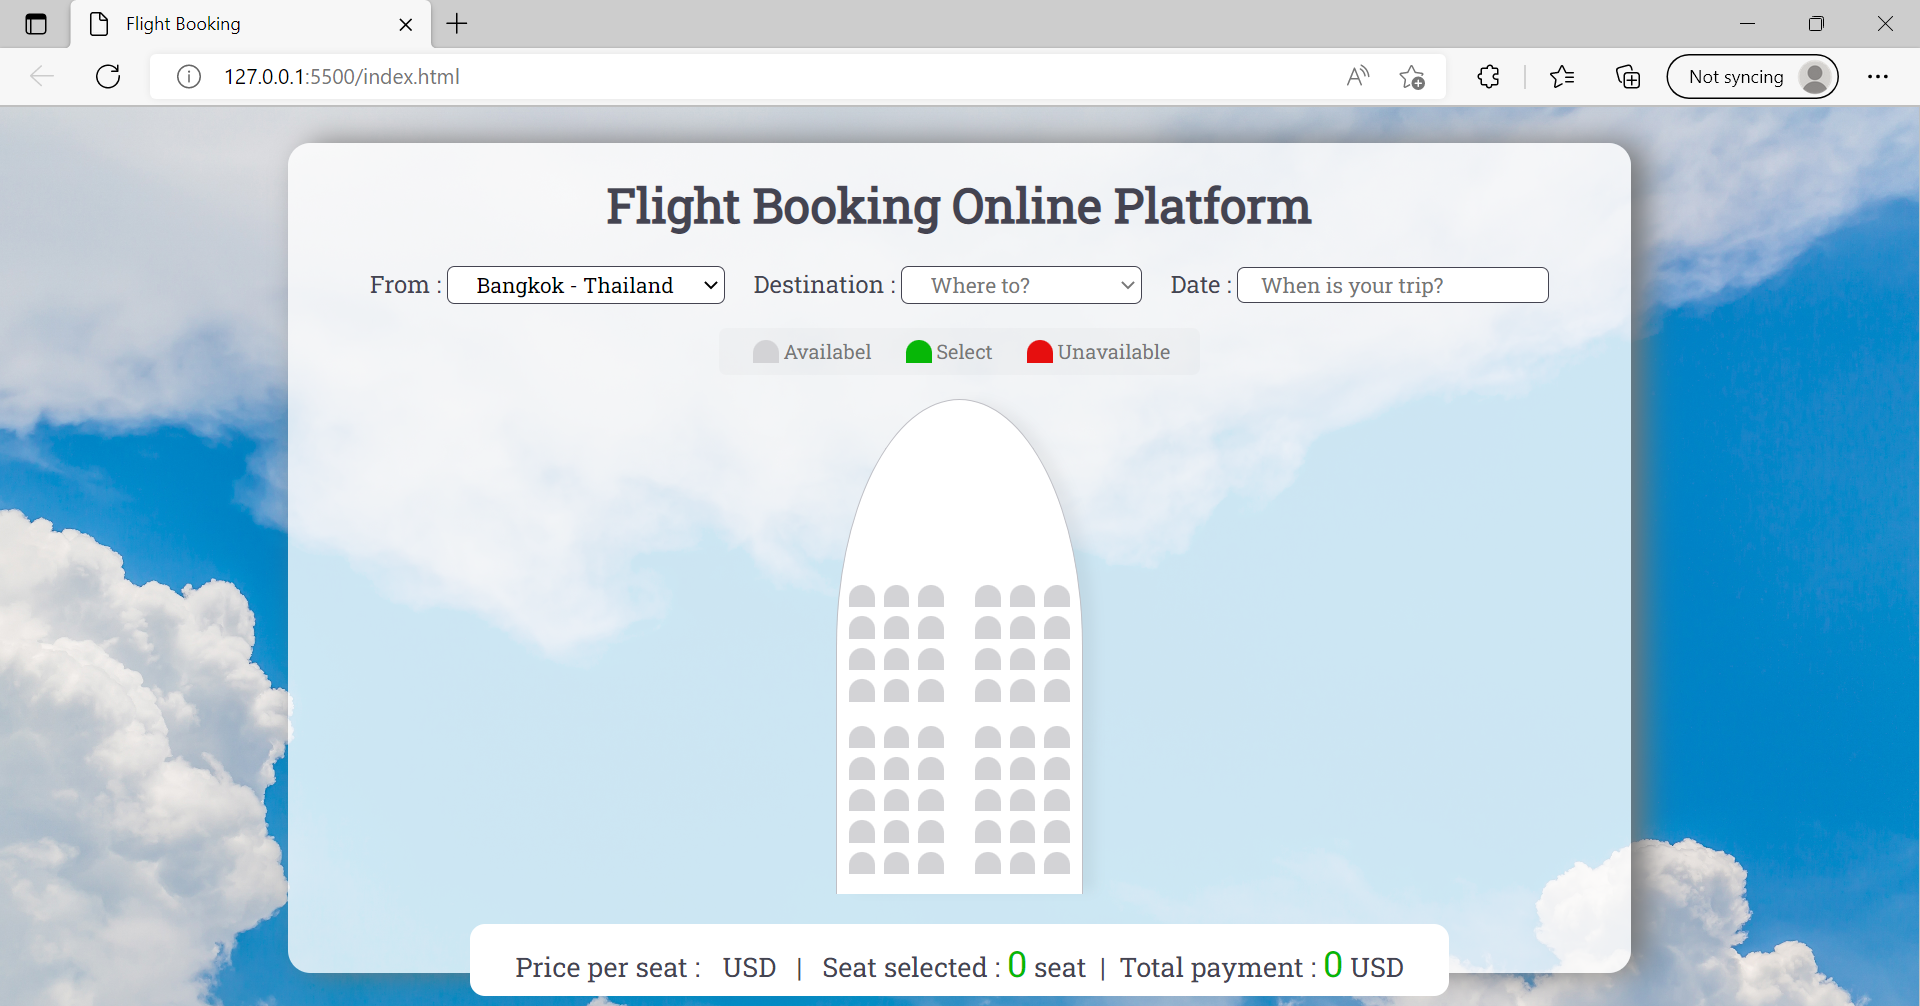 Flight Booking
127.0.0.1:5500/index.html
Not syncing
Flight Booking Online Platform
From : Bangkok - Thailand Destination : Where to? Date : When is your trip?
Availabel Select Unavailable
Price per seat : USD | Seat selected : 0 seat | Total payment : 0 USD